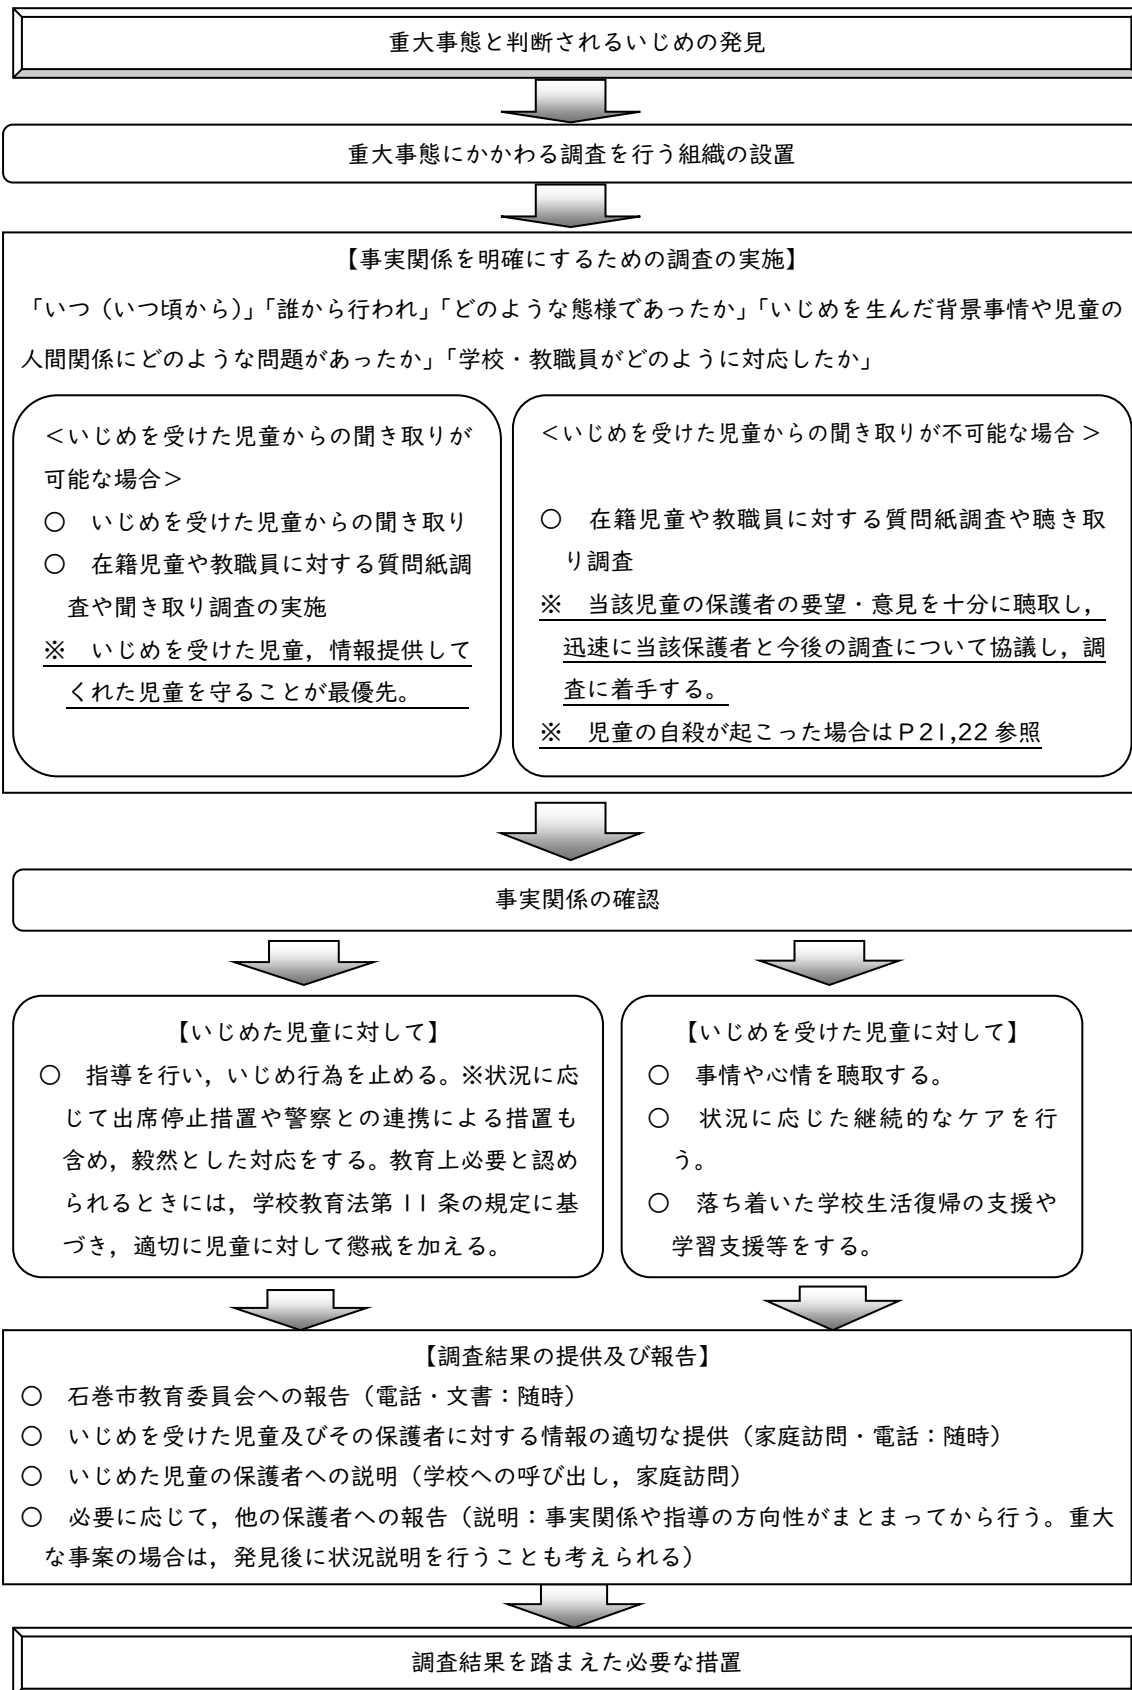 重大事態と判断されるいじめの発見
重大事態にかかわる調査を行う組織の設置
【事実関係を明確にするための調査の実施】
「いつ（いつ頃から）」「誰から行われ」「どのような態様であったか」「いじめを生んだ背景事情や児童の
人間関係にどのような問題があったか」「学校・教職員がどのように対応したか」
＜いじめを受けた児童からの聞き取りが
可能な場合＞
○　いじめを受けた児童からの聞き取り
○　在籍児童や教職員に対する質問紙調
査や聞き取り調査の実施
※　いじめを受けた児童，情報提供して
くれた児童を守ることが最優先。
＜いじめを受けた児童からの聞き取りが不可能な場合＞
○　在籍児童や教職員に対する質問紙調査や聴き取
り調査
※　当該児童の保護者の要望・意見を十分に聴取し，
迅速に当該保護者と今後の調査について協議し，調
査に着手する。
※　児童の自殺が起こった場合はＰ21,22 参照
事実関係の確認
【いじめた児童に対して】
○　指導を行い，いじめ行為を止める。※状況に応
じて出席停止措置や警察との連携による措置も
含め，毅然とした対応をする。教育上必要と認め
られるときには，学校教育法第 11 条の規定に基
づき，適切に児童に対して懲戒を加える。
【いじめを受けた児童に対して】
○　事情や心情を聴取する。
○　状況に応じた継続的なケアを行
う。
○　落ち着いた学校生活復帰の支援や
学習支援等をする。
【調査結果の提供及び報告】
○　石巻市教育委員会への報告（電話・文書：随時）
○　いじめを受けた児童及びその保護者に対する情報の適切な提供（家庭訪問・電話：随時）
○　いじめた児童の保護者への説明（学校への呼び出し，家庭訪問）
○　必要に応じて，他の保護者への報告（説明：事実関係や指導の方向性がまとまってから行う。重大
な事案の場合は，発見後に状況説明を行うことも考えられる）
調査結果を踏まえた必要な措置